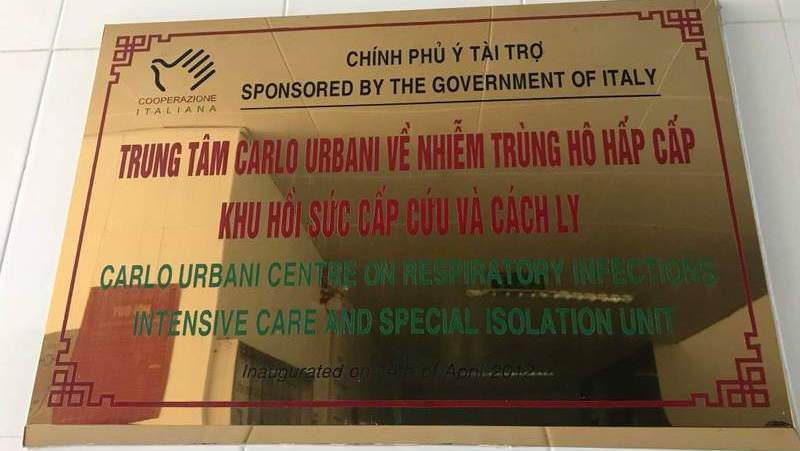 COOPERAZIONE
ITALIANA
CHÍNH PHỦ Ý TÀI TRỢ
SPONSORED BY THE GOVERNMENT OF ITALY
TRUNG TÂM CARLO URBANI VỀ NHIỄM TRÙNG HÔ HẤP CẤP
KHU HỒI SỨC CẤP CỨU VÀ CÁCH LY
CARLO URBANI CENTRE ON RESPIRATORY INFECTIONS
INTENSIVE CARE AND SPECIAL ISOLATION UNIT
Inaugurated on of April